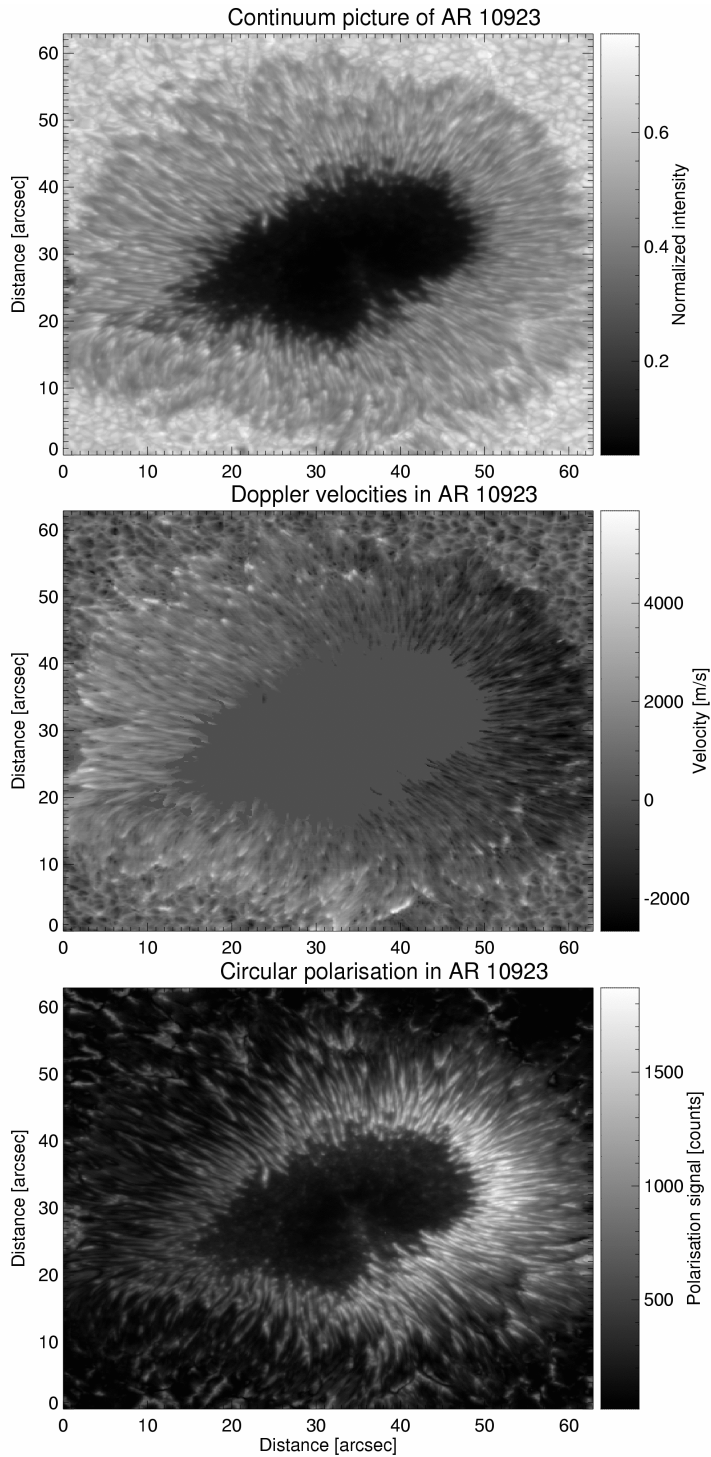 Continuum picture of AR 10923
60
50
40
30
20
10
0
Distance [arcsec]
0 10 20 30 40 50 60
0.6
0.4
0.2
Normalized intensity
Doppler velocities in AR 10923
60
50
40
30
20
10
0
Distance [arcsec]
0 10 20 30 40 50 60
4000
2000
0
-2000
Velocity [m/s]
Circular polarisation in AR 10923
60
50
40
30
20
10
0
Distance [arcsec]
0 10 20 30 40 50 60
Distance [arcsec]
1500
1000
500
Polarisation signal [counts]